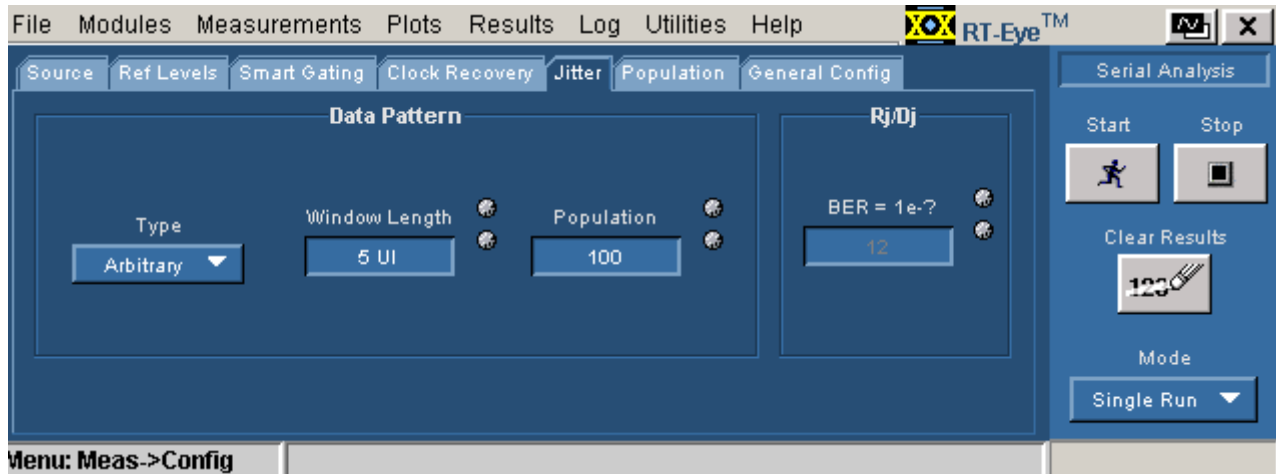 File Modules Measurements Plots Results Log Utilities Help RT-Eye™
Source Ref Levels Smart Gating Clock Recovery Jitter Population General Config
Serial Analysis
Data Pattern
Rj/Dj
Start Stop
Type
Arbitrary
Window Length
5 UI
Population
100
BER = 1e-?
12
Clear Results
123
Mode
Single Run
Menu: Meas->Config